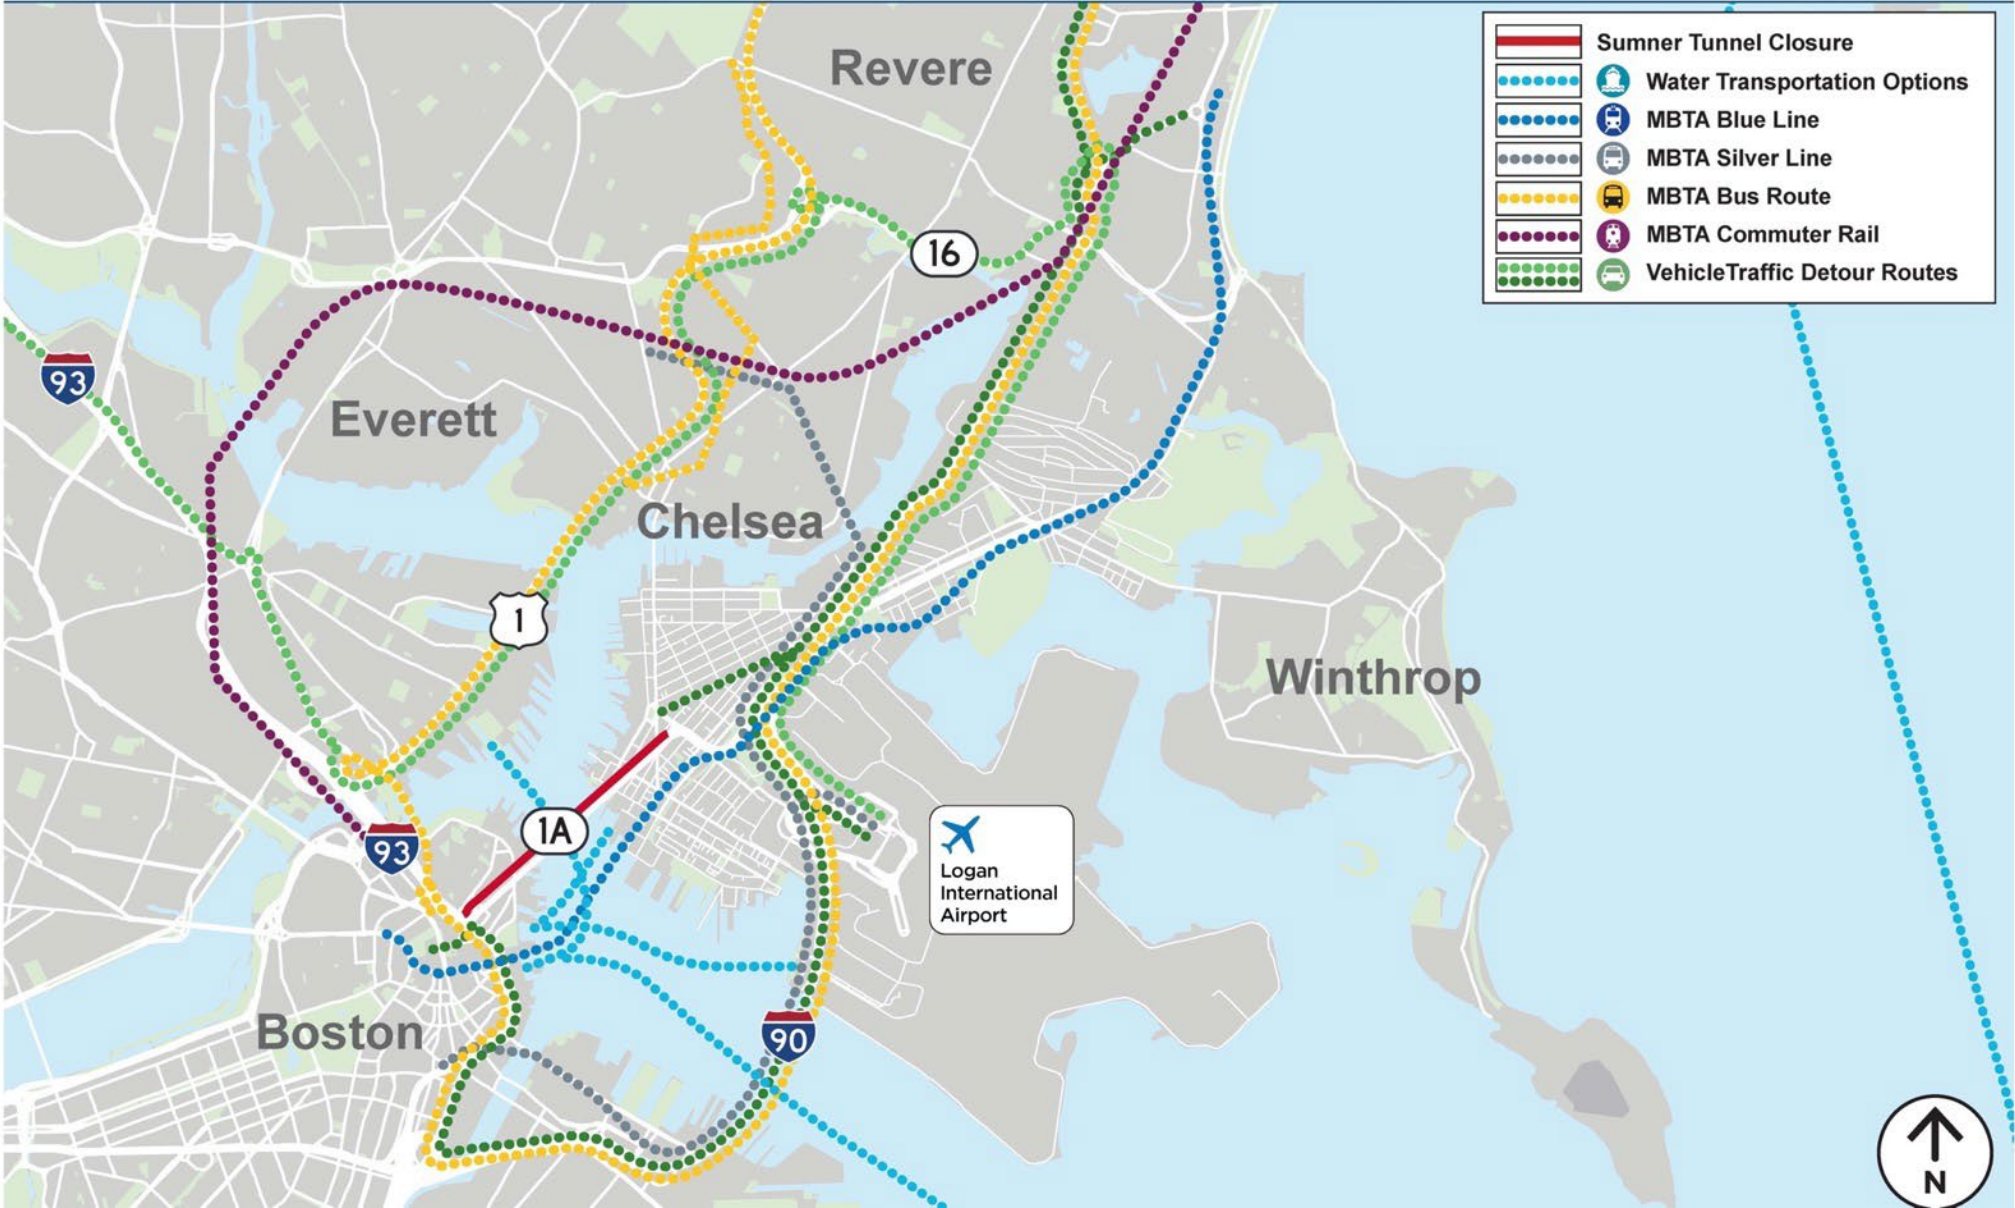 Revere
Sumner Tunnel Closure
Water Transportation Options
MBTA Blue Line
MBTA Silver Line
MBTA Bus Route
MBTA Commuter Rail
VehicleTraffic Detour Routes
16
93
Everett
Chelsea
1
Winthrop
1A
93
Logan
International
Airport
Boston
90
N